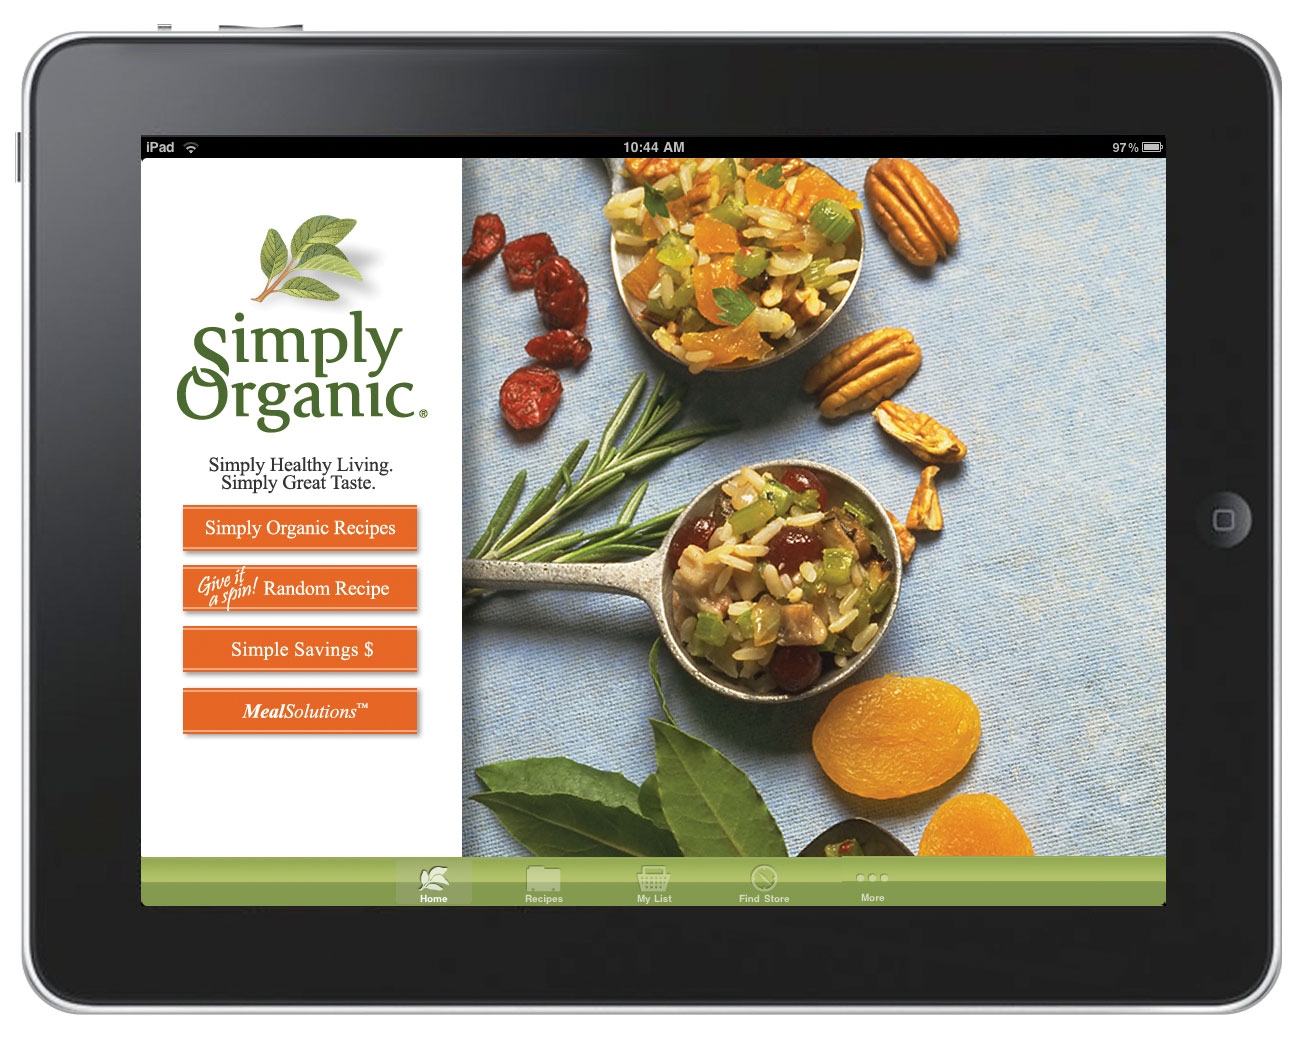 iPad 10:44 AM 97%
Simply
Organic®
Simply Healthy Living.
Simply Great Taste.
Simply Organic Recipes
Give it
a spin! Random Recipe
Simple Savings $
MealSolutions™
Home Recipes My List Find Store More